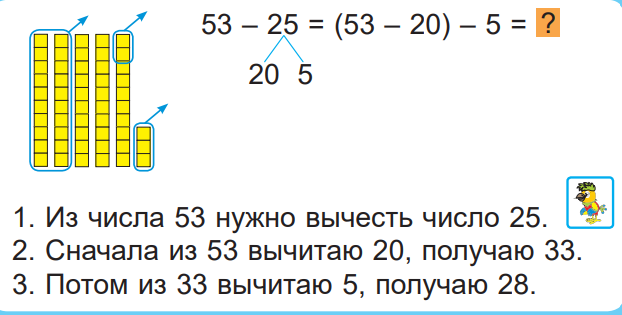 53 – 25 = (53 – 20) – 5 = ?
20 5
1. Из числа 53 нужно вычесть число 25.
2. Сначала из 53 вычитаю 20, получаю 33.
3. Потом из 33 вычитаю 5, получаю 28.